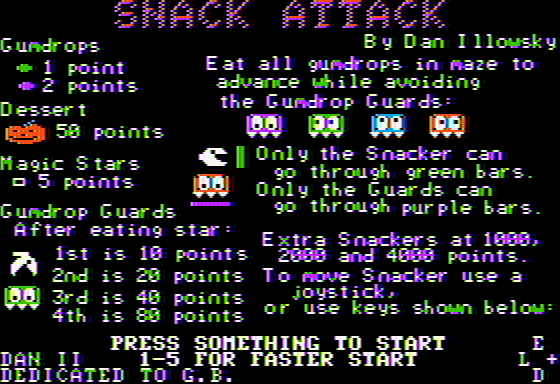 SNACK ATTACK
By Dan Illowsky
Gumdrops
1 point
2 points
Eat all gumdrops in maze to
advance while avoiding
the Gumdrop Guards:
Dessert
50 points
Magic Stars
5 points
Only the Snacker can
go through green bars.
Only the Guards can
go through purple bars.
Gumdrop Guards
After eating star:
1st is 10 points
2nd is 20 points
3rd is 40 points
4th is 80 points
Extra Snackers at 1000,
2000 and 4000 points.
To move Snacker use a
joystick,
or use keys shown below:
PRESS SOMETHING TO START E
DAN II 1-5 FOR FASTER START L +
DEDICATED TO G.B. D